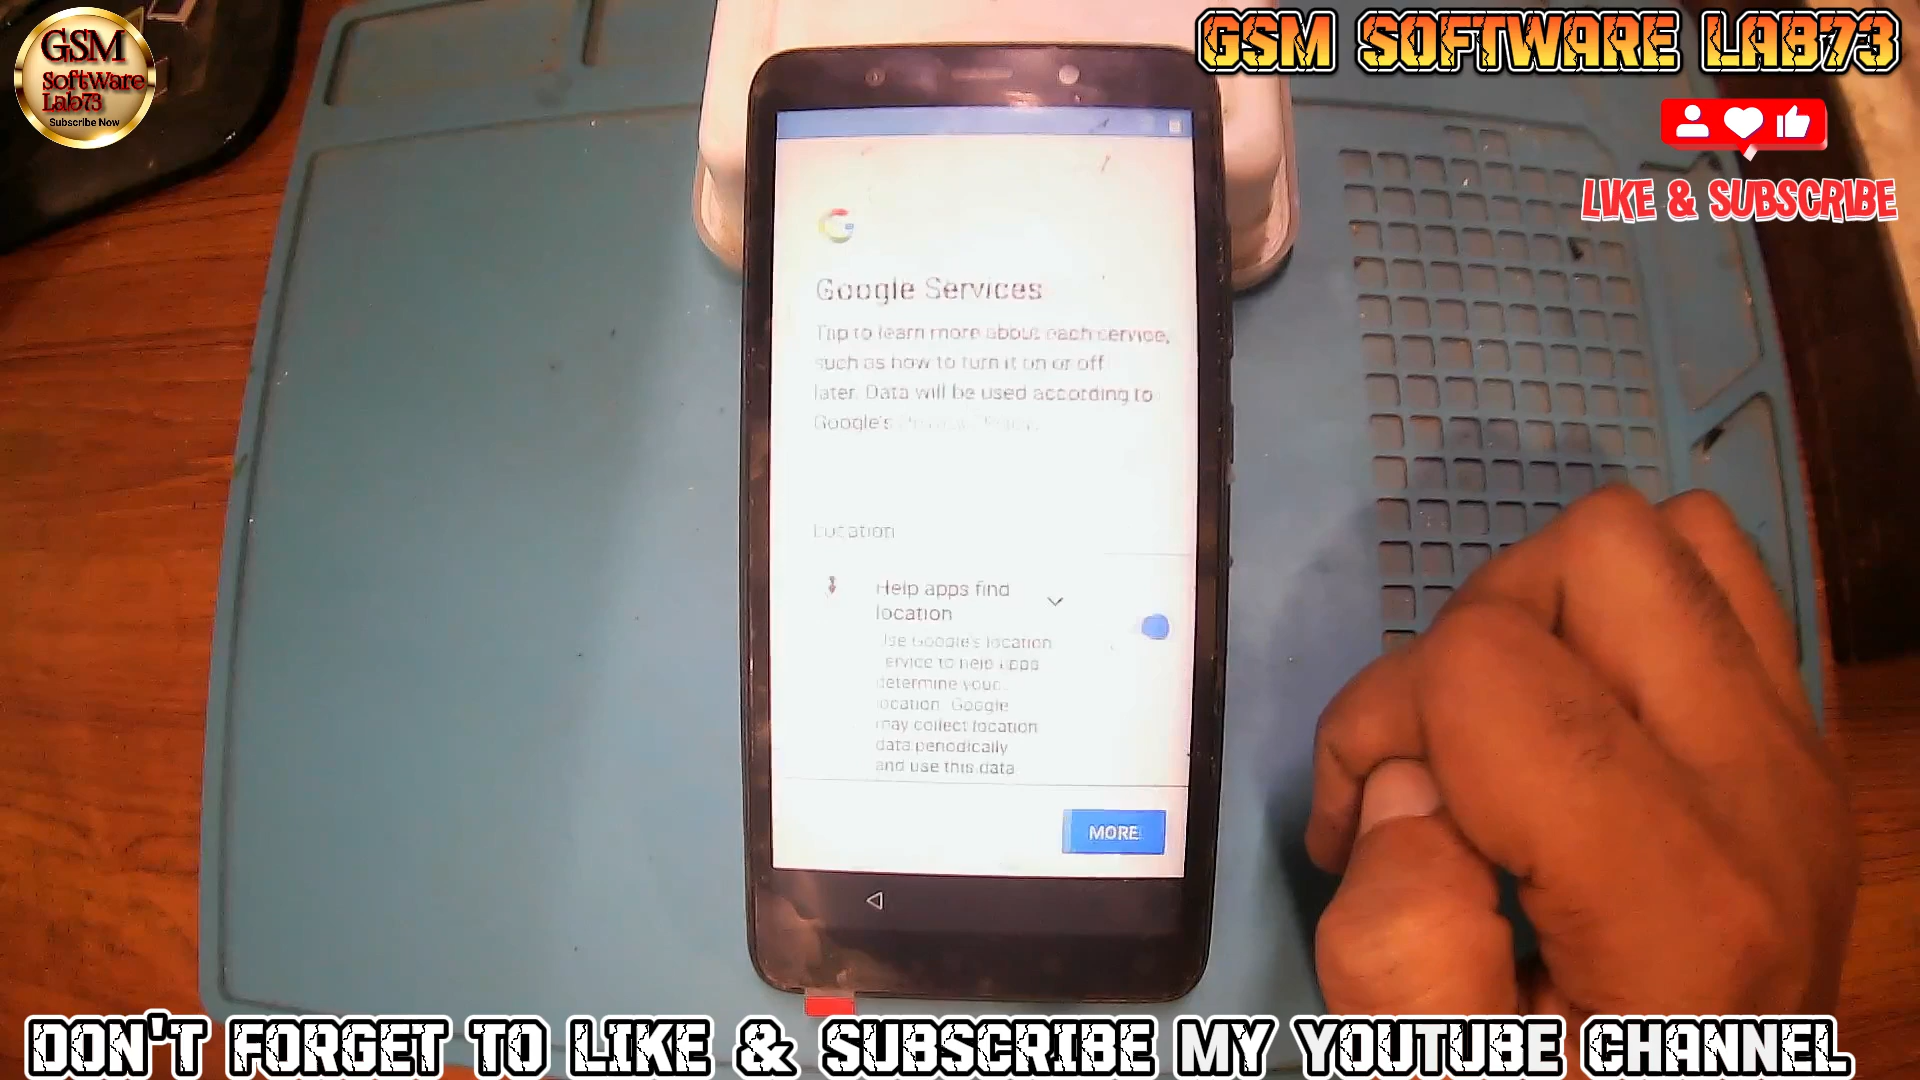 GSM
SoftWare
Lab73
Subscribe Now
GSM SOFTWARE LAB73
LIKE & SUBSCRIBE
Google Services
Tap to learn more about each service,
such as how to turn it on or off
later. Data will be used according to
Google's
Location
Help apps find
location
Use Google's location
service to help apps
determine your
location. Google
may collect location
data periodically
and use this data
MORE
DON'T FORGET TO LIKE & SUBSCRIBE MY YOUTUBE CHANNEL